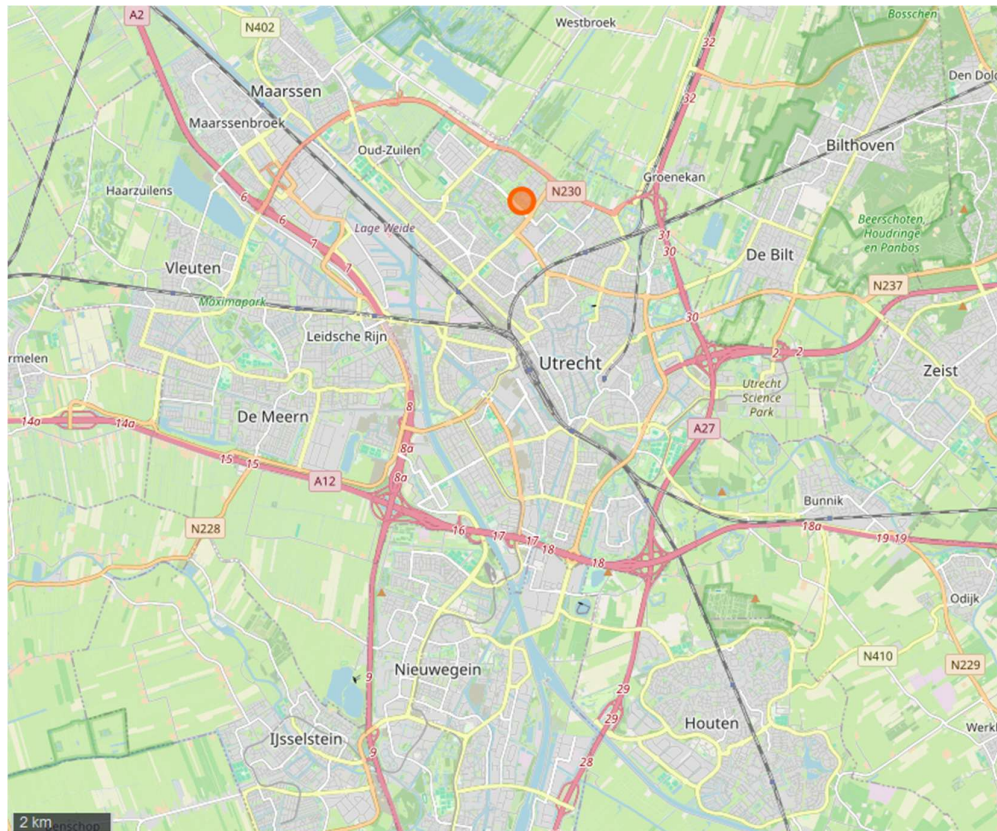 A2
N402
Westbroek
Bosschen
32
Den Dolder
Maarssen
32
Maarssenbroek
Bilthoven
Oud-Zuilen
Groenekan
Haarzuilens
6
N230
6
Lage Weide
7
31
Beerschoten,
Houdringe
en Panbos
30
De Bilt
Vleuten
7
N237
Máximapark
30
Leidsche Rijn
2
2
rmelen
Utrecht
Zeist
Utrecht
Science
Park
8
De Meern
14a
14a
A27
8a
15
15
8a
A12
Bunnik
N228
16
17
17
18
18a
19
19
18
Odijk
N410
N229
Nieuwegein
9
29
Houten
29
Werkh
IJsselstein
9
28
2 km
enschop